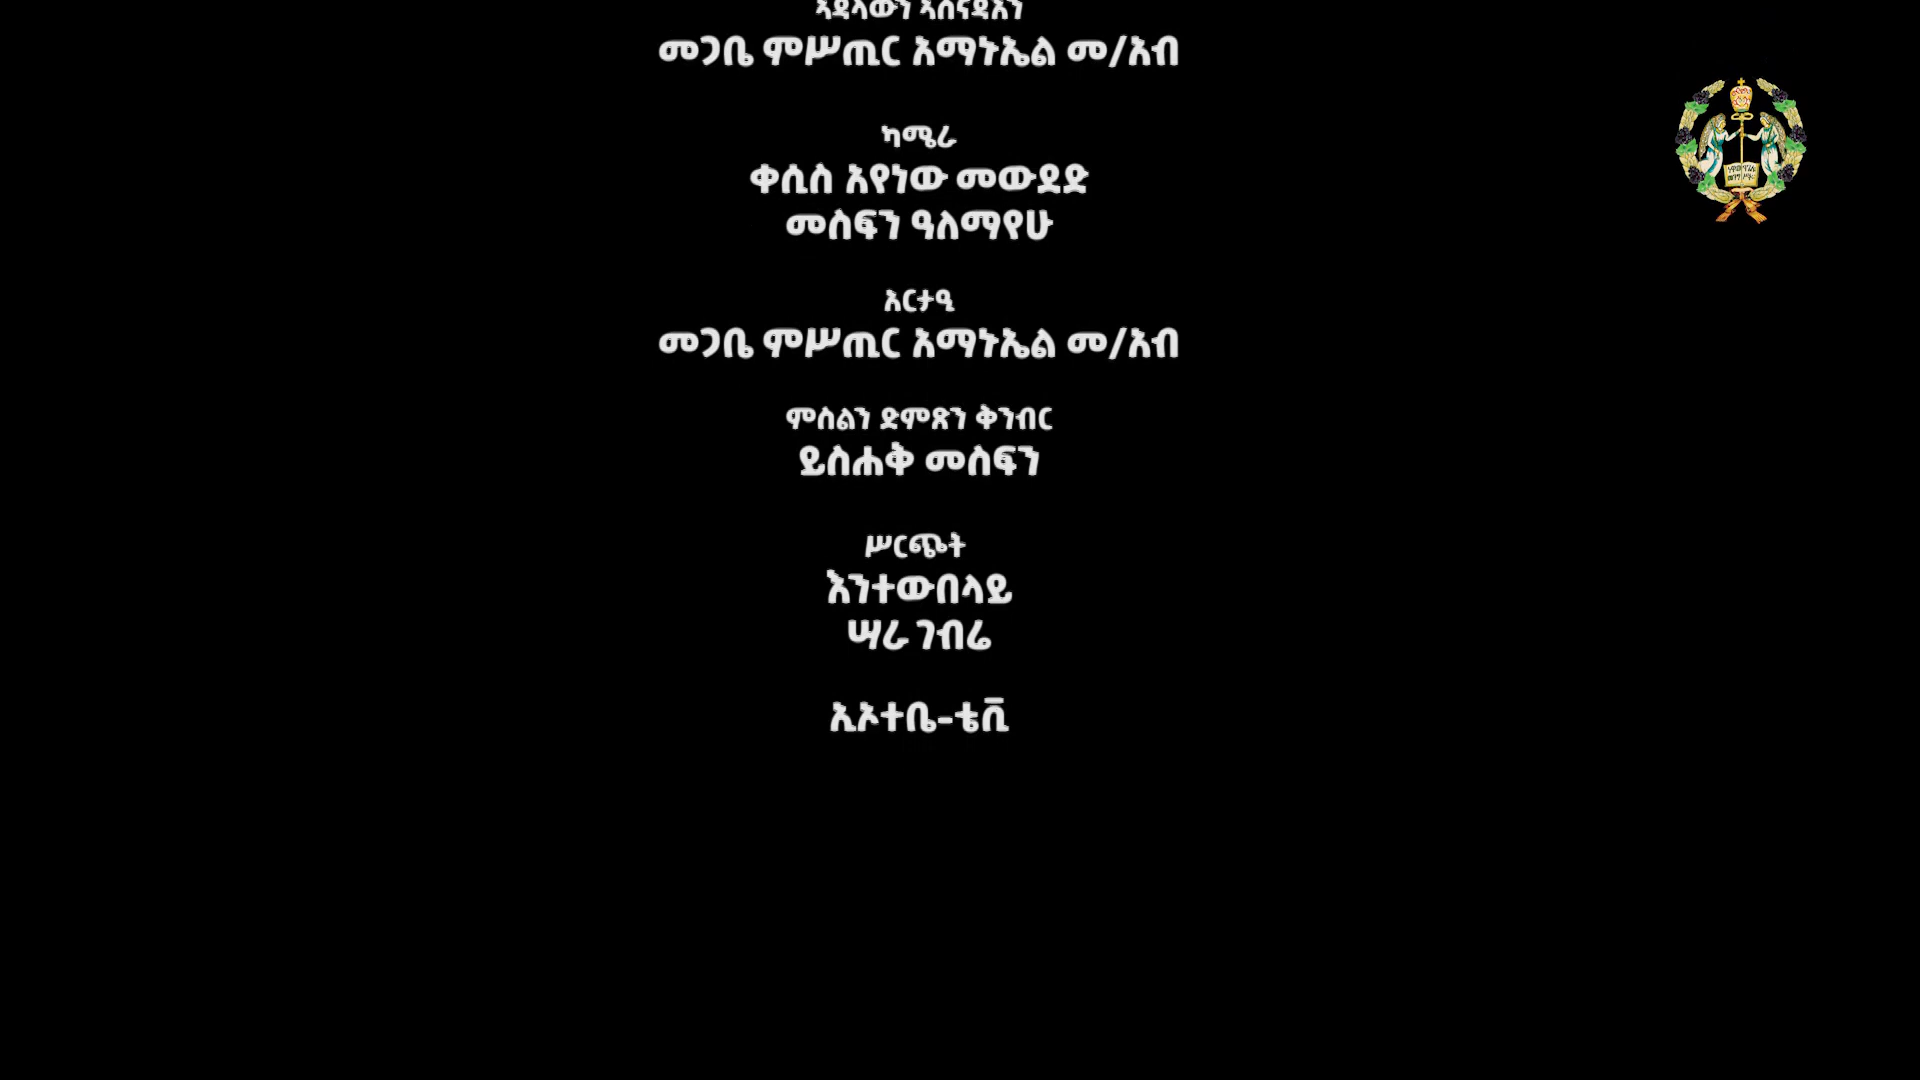 መጋቤ ምሥጢር አማኑኤል መ/አብ
ካሜራ
ቀሲስ አየነው መውደድ
መስፍን ዓለማየሁ
አርታዒ
መጋቤ ምሥጢር አማኑኤል መ/አብ
ምስልን ድምጽን ቅንብር
ይስሐቅ መስፍን
ሥርጭት
እንተውበላይ
ሣራ ገብሬ
ኢኦተቤ-ቴቪ